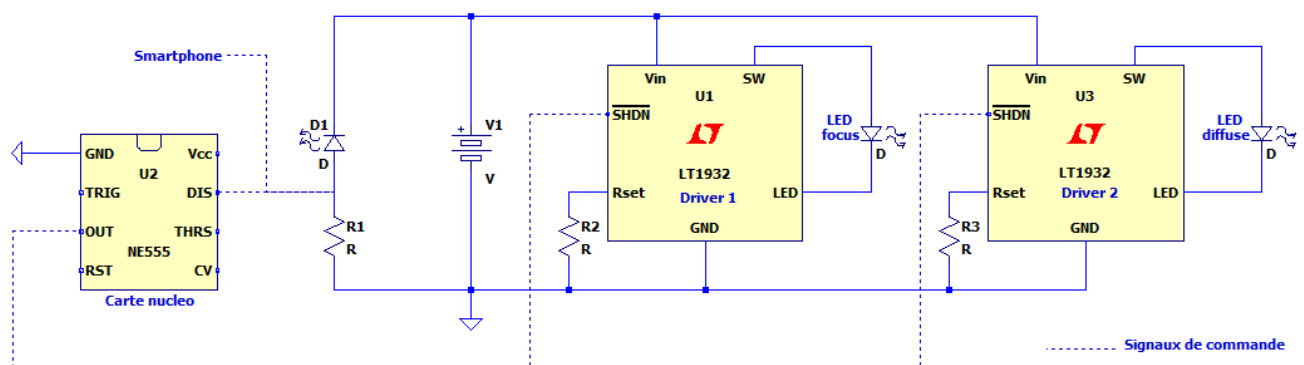 Smartphone
GND
Vcc
U2
TRIG
DIS
OUT
THRS
NE555
RST
CV
Carte nucleo
D1
D
R1
R
+
V1
V
Vin
SW
U1
SHDN
LT1932
Rset
Driver 1
LED
GND
R2
R
LED
focus
D
Vin
SW
U3
SHDN
LT1932
Rset
Driver 2
LED
GND
R3
R
LED
diffuse
D
Signaux de commande